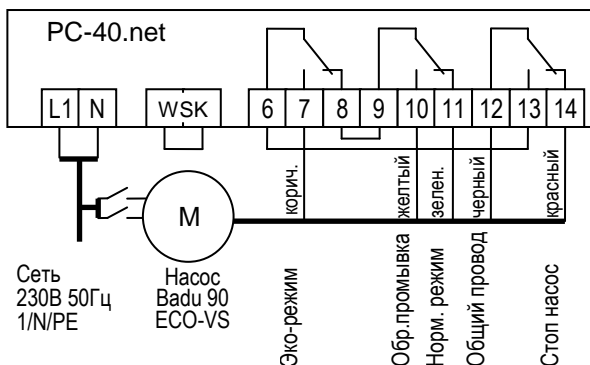 PC-40.net
L1 N WSK 6 7 8 9 10 11 12 13 14
корич.
желтый
зелен.
черный
красный
M
Сеть
230В 50Гц
1/N/PE
Насос
Badu 90
ECO-VS
Эко-режим
Обр.промывка
Норм. режим
Общий провод
Стоп насос